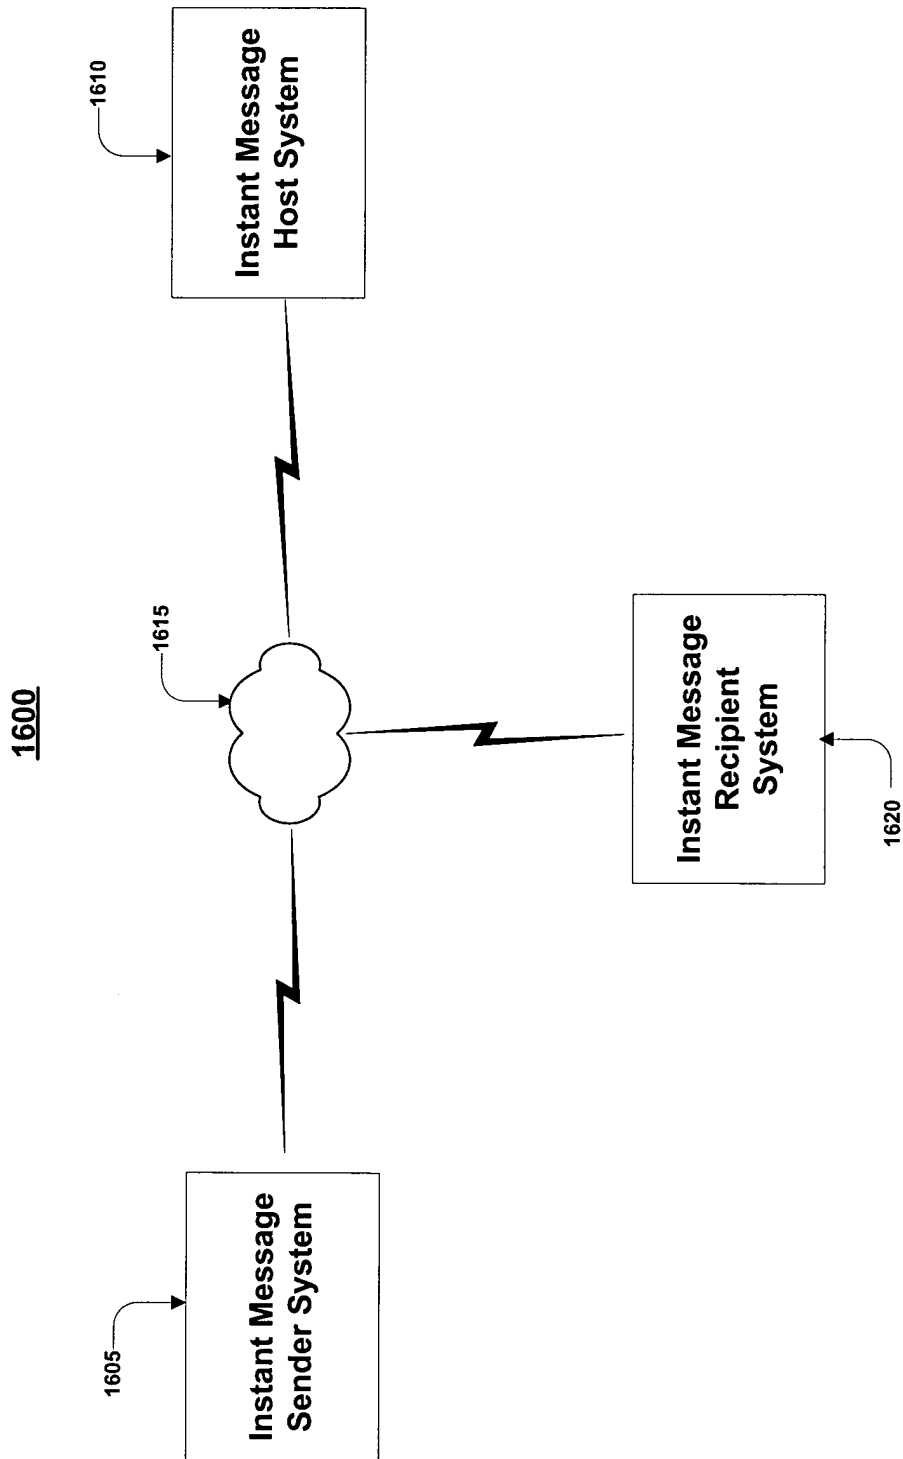 1600
1605
Instant Message
Sender System
1615
1610
Instant Message
Host System
Instant Message
Recipient
System
1620